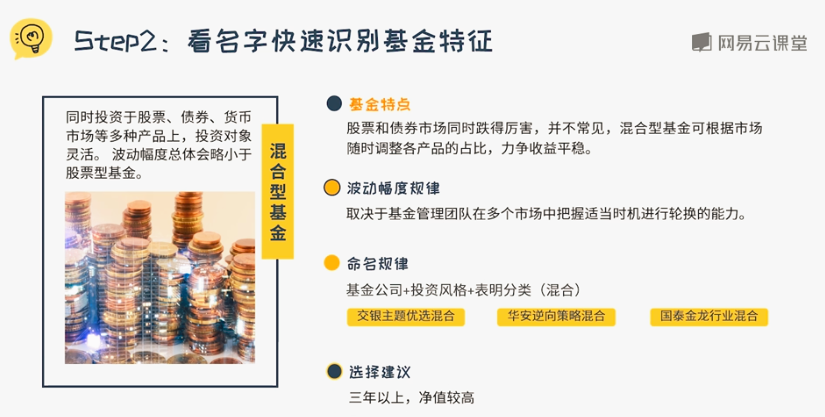 Step2：看名字快速识别基金特征
网易云课堂
同时投资于股票、债券、货币
市场等多种产品上，投资对象
灵活。 波动幅度总体会略小于
股票型基金。
混合型基金
基金特点
股票和债券市场同时跌得厉害，并不常见，混合型基金可根据市场
随时调整各产品的占比，力争收益平稳。
波动幅度规律
取决于基金管理团队在多个市场中把握适当时机进行轮换的能力。
命名规律
基金公司+投资风格+表明分类（混合）
交银主题优选混合
华安逆向策略混合
国泰金龙行业混合
选择建议
三年以上，净值较高